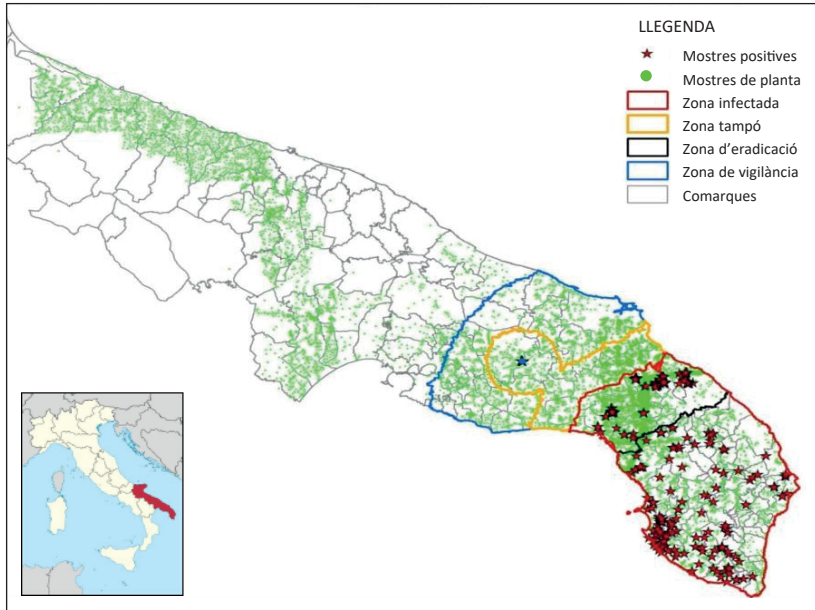 LLEGENDA
Mostres positives
Mostres de planta
Zona infectada
Zona tampó
Zona d’eradicació
Zona de vigilància
Comarques